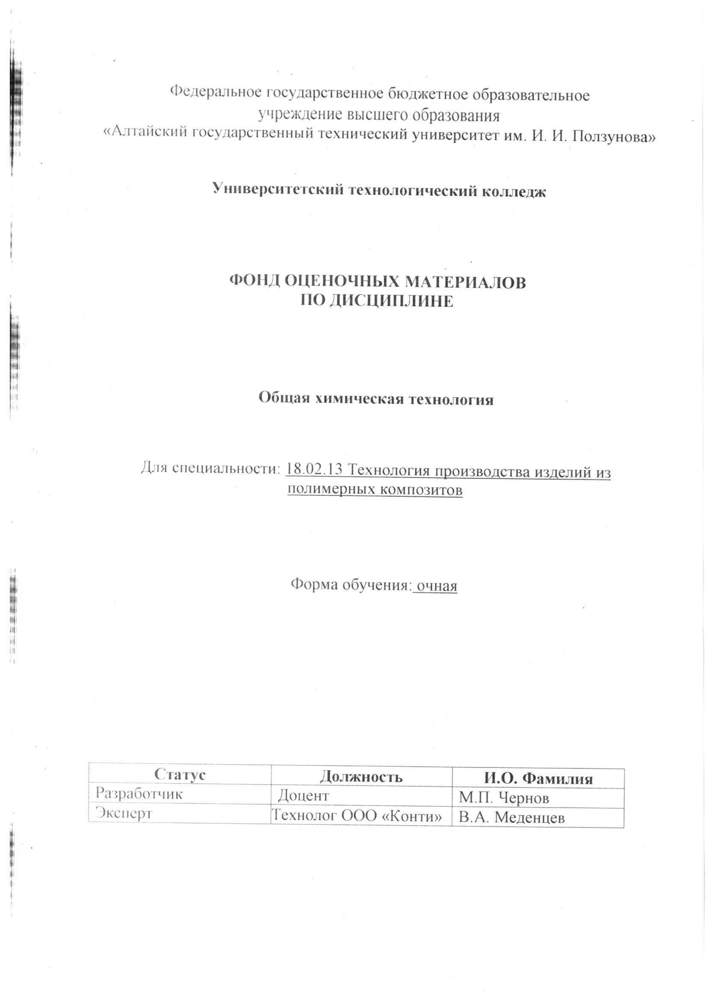 Федеральное государственное бюджетное образовательное
учреждение высшего образования
«Алтайский государственный технический университет им. И. И. Ползунова»
Университетский технологический колледж
ФОНД ОЦЕНОЧНЫХ МАТЕРИАЛОВ
ПО ДИСЦИПЛИНЕ
Общая химическая технология
Для специальности: 18.02.13 Технология производства изделий из
полимерных композитов
Форма обучения: очная
Статус Должность И.О. Фамилия
Разработчик Доцент М.П. Чернов
Эксперт Технолог ООО «Конти» В.А. Меденцев